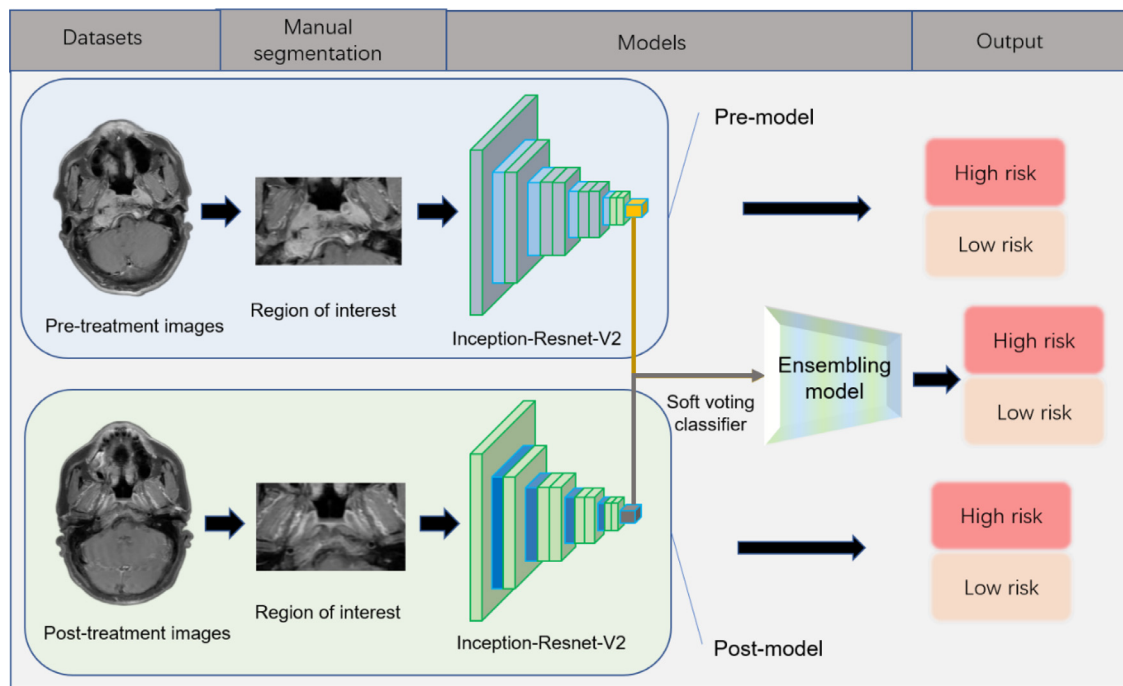 Datasets
Manual
segmentation
Models
Output
Pre-model
High risk
Low risk
Pre-treatment images
Region of interest
Inception-Resnet-V2
Soft voting
classifier
Ensembling
model
High risk
Low risk
Post-treatment images
Region of interest
Inception-Resnet-V2
Post-model
High risk
Low risk